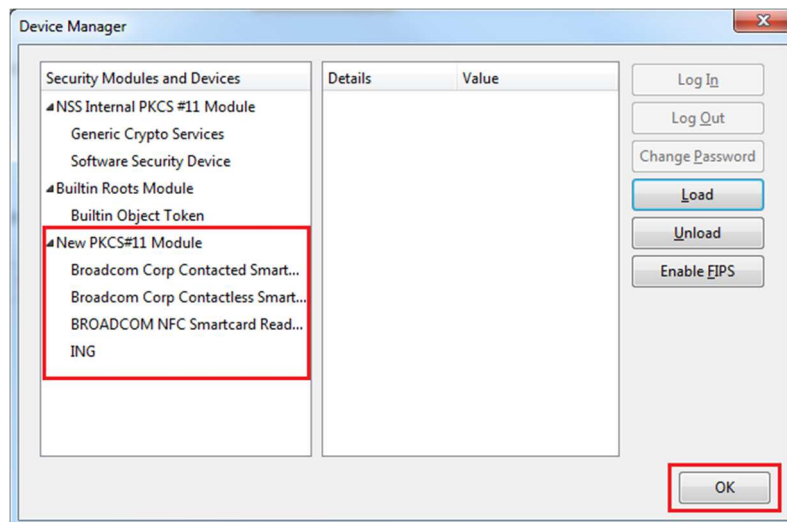 Device Manager
Security Modules and Devices
NSS Internal PKCS #11 Module
Generic Crypto Services
Software Security Device
Builtin Roots Module
Builtin Object Token
New PKCS#11 Module
Broadcom Corp Contacted Smart...
Broadcom Corp Contactless Smart...
BROADCOM NFC Smartcard Read...
ING
Details Value
Log In
Log Out
Change Password
Load
Unload
Enable FIPS
OK